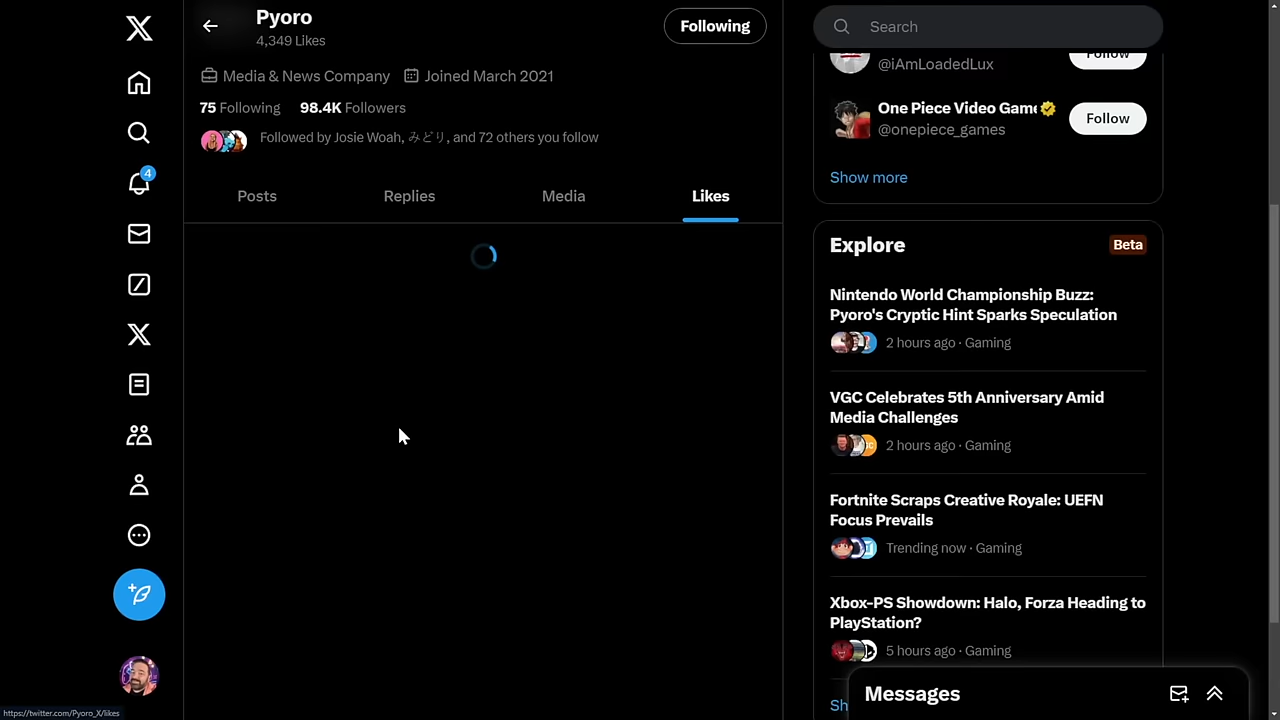 Pyoro
4,349 Likes
Following
Media & News Company
Joined March 2021
75 Following
98.4K Followers
Followed by Josie Woah, みどり, and 72 others you follow
Posts
Replies
Media
Likes
4
https://twitter.com/Pyoro_X/likes
Search
@iAmLoadedLux
Follow
One Piece Video Game
@onepiece_games
Follow
Show more
Explore
Beta
Nintendo World Championship Buzz:
Pyoro's Cryptic Hint Sparks Speculation
2 hours ago · Gaming
VGC Celebrates 5th Anniversary Amid
Media Challenges
2 hours ago · Gaming
Fortnite Scraps Creative Royale: UEFN
Focus Prevails
Trending now · Gaming
Xbox-PS Showdown: Halo, Forza Heading to
PlayStation?
5 hours ago · Gaming
Sh
Messages